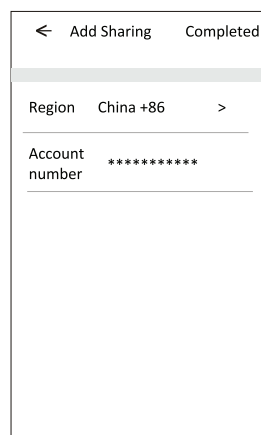 ← Add Sharing Completed
Region China +86 >
Account
number ***********